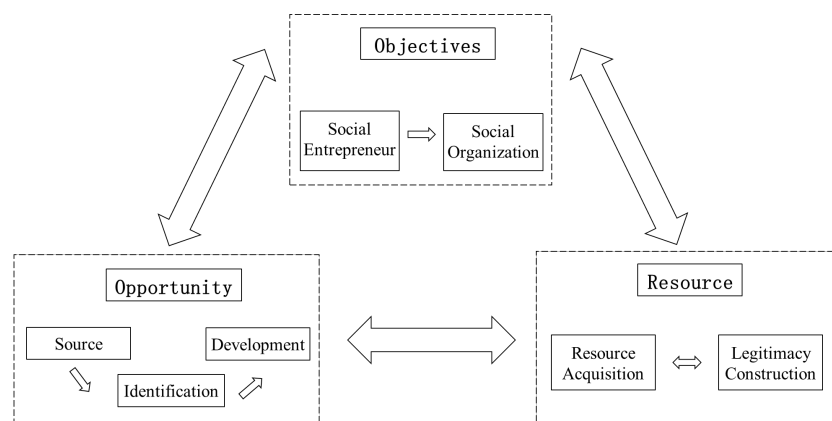 Objectives
Social
Entrepreneur
Social
Organization
Opportunity
Source
Development
Identification
Resource
Resource
Acquisition
Legitimacy
Construction